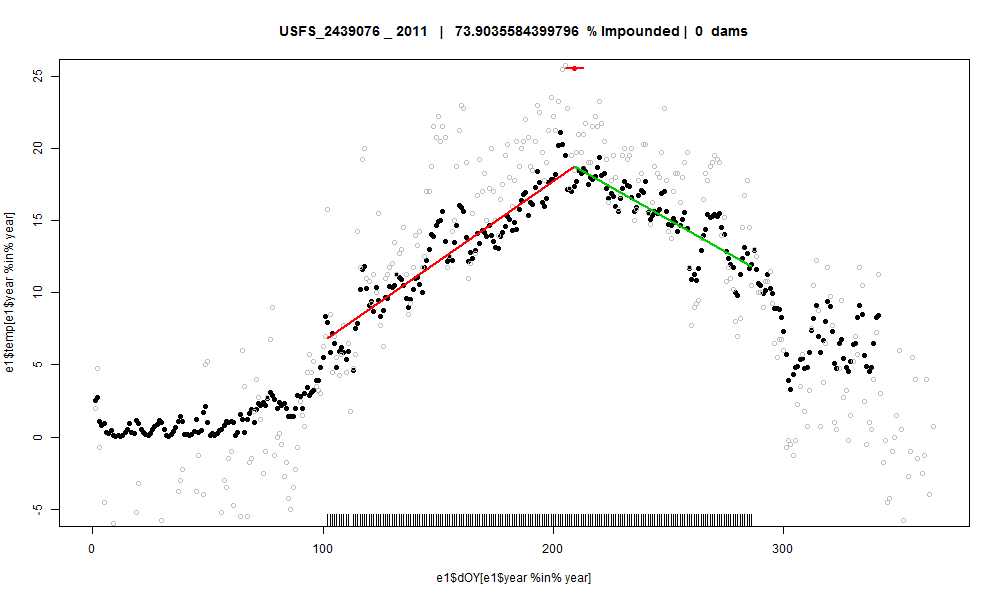 USFS_2439076 _ 2011 | 73.9035584399796 % Impounded | 0 dams
25
20
15
10
5
0
-5
e1$temp[e1$year %in% year]
0 100 200 300
e1$dOY[e1$year %in% year]